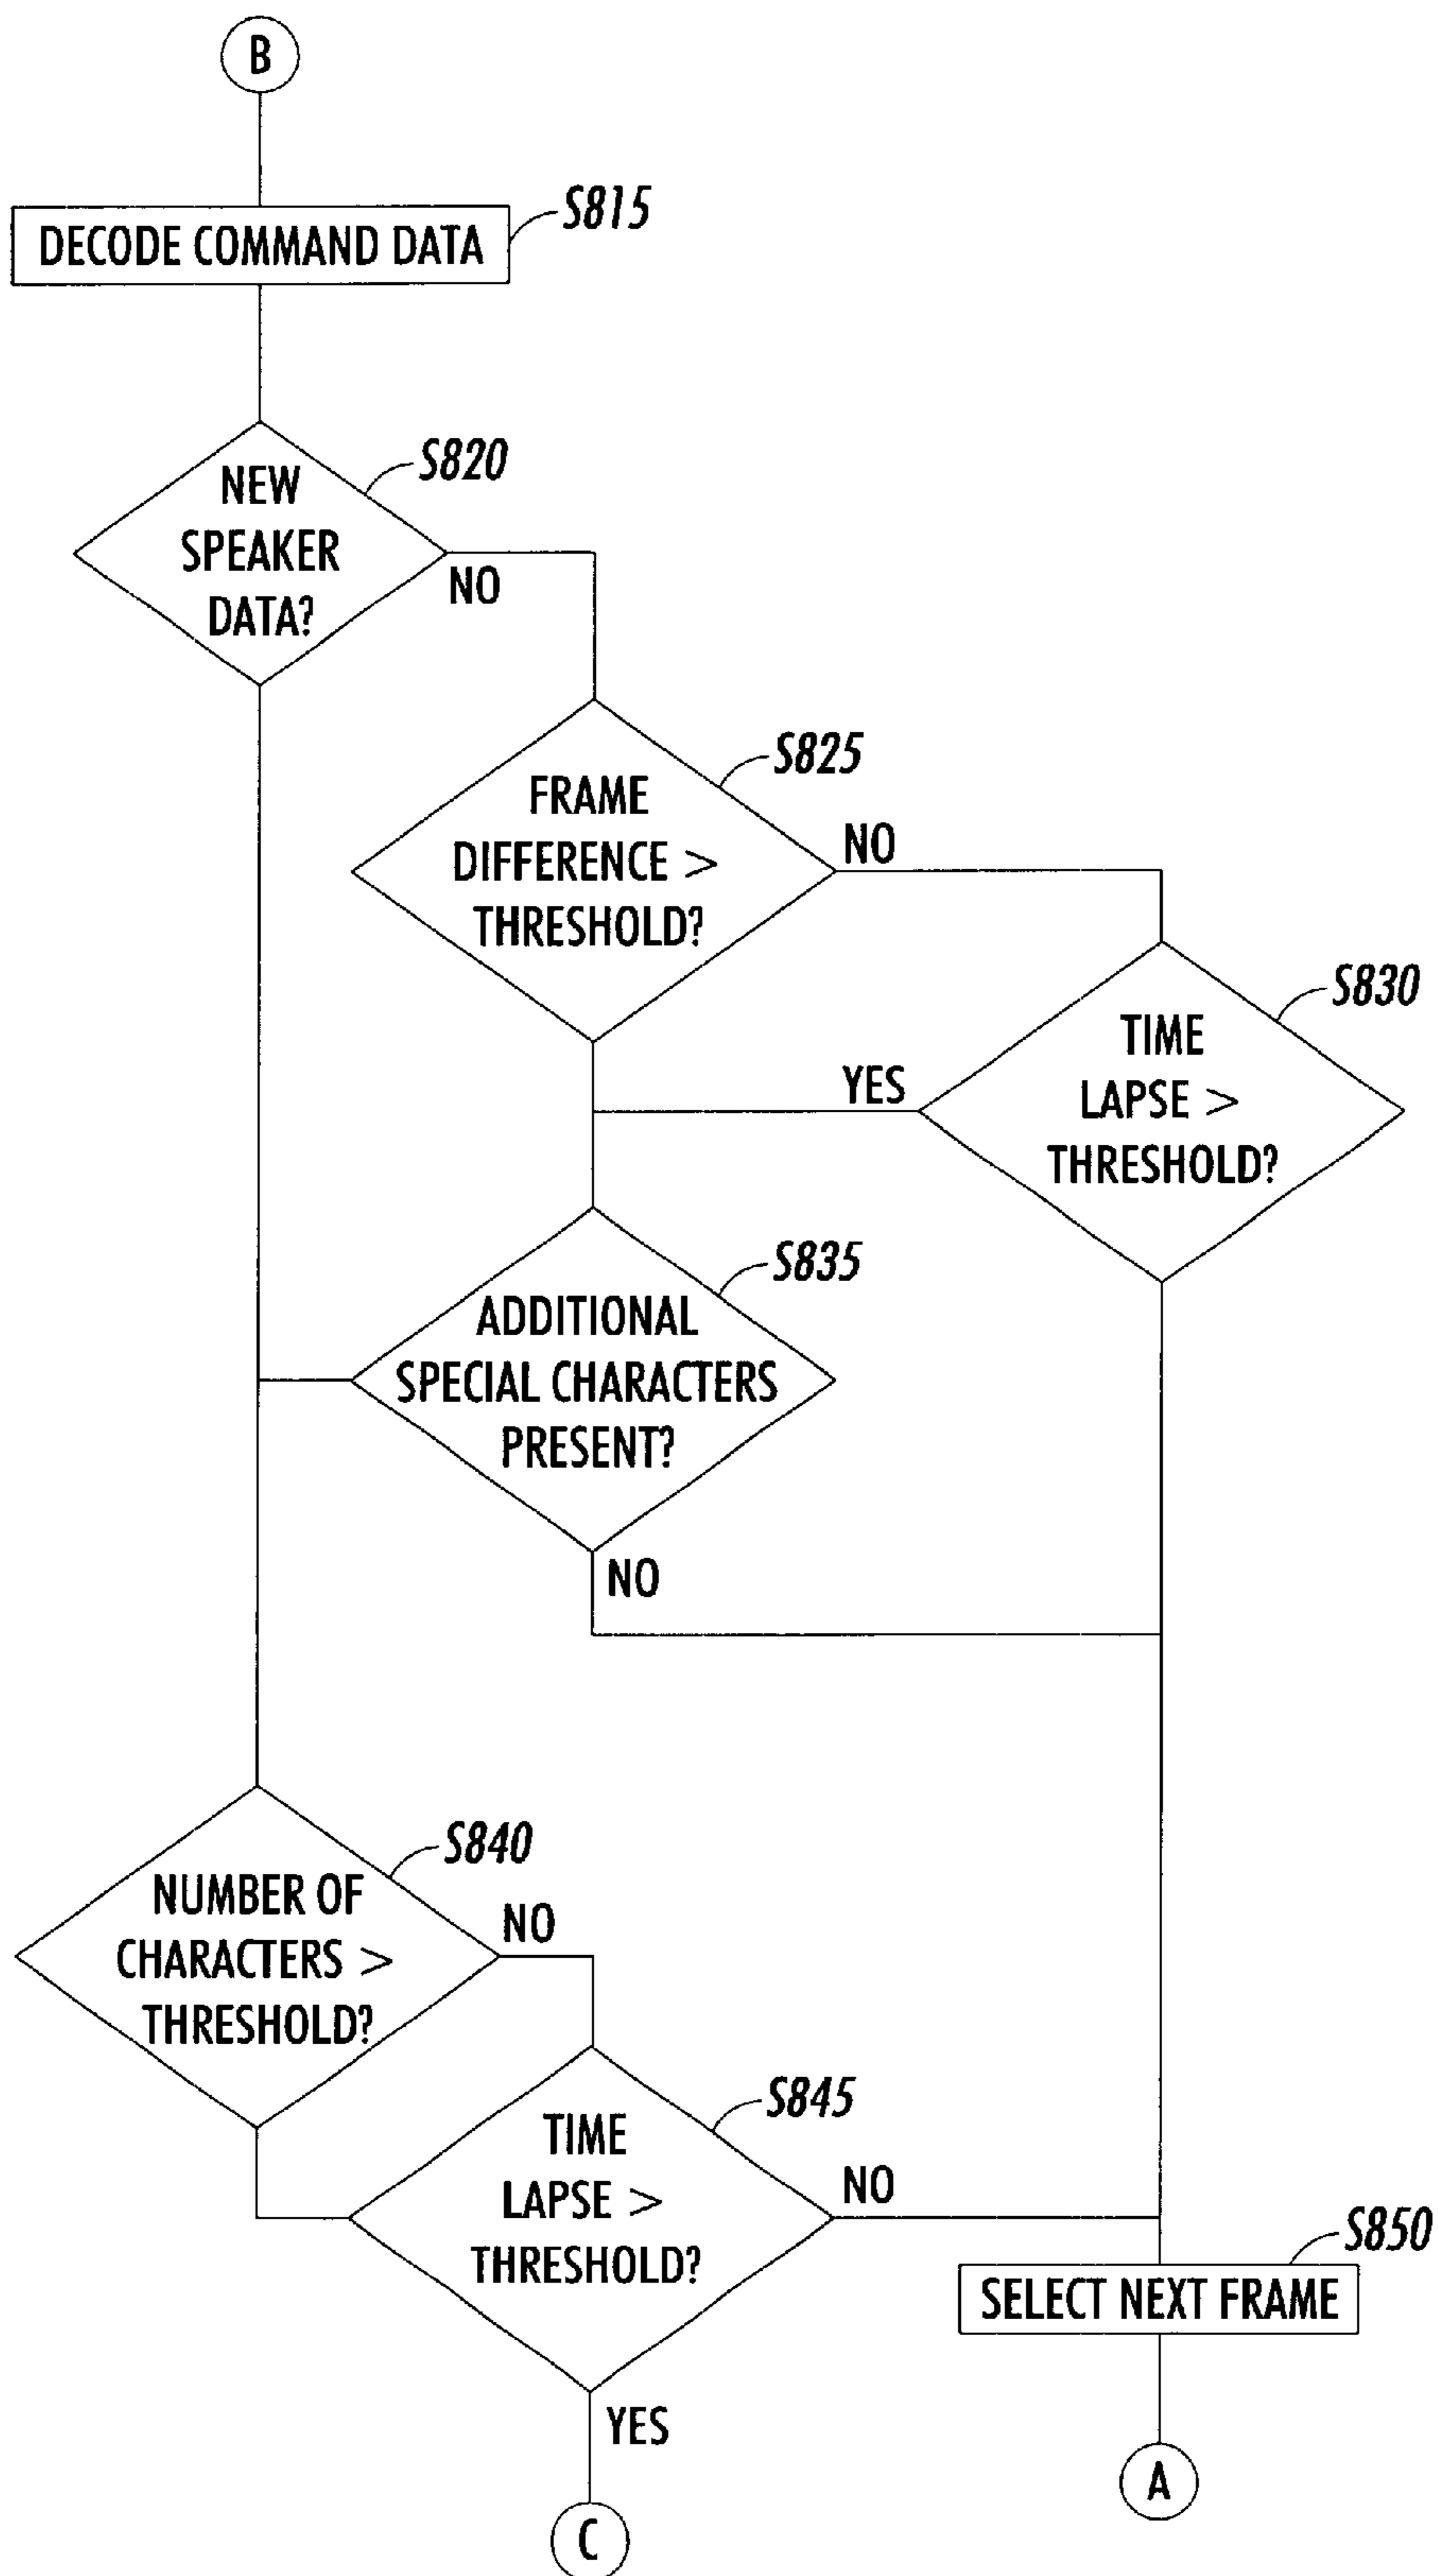 B
S815
DECODE COMMAND DATA
S820
NEW
SPEAKER
DATA?
NO
S825
FRAME
DIFFERENCE >
THRESHOLD?
NO
S830
TIME
LAPSE >
THRESHOLD?
YES
S835
ADDITIONAL
SPECIAL CHARACTERS
PRESENT?
NO
S840
NUMBER OF
CHARACTERS >
THRESHOLD?
NO
S845
TIME
LAPSE >
THRESHOLD?
NO
S850
SELECT NEXT FRAME
YES
A
C